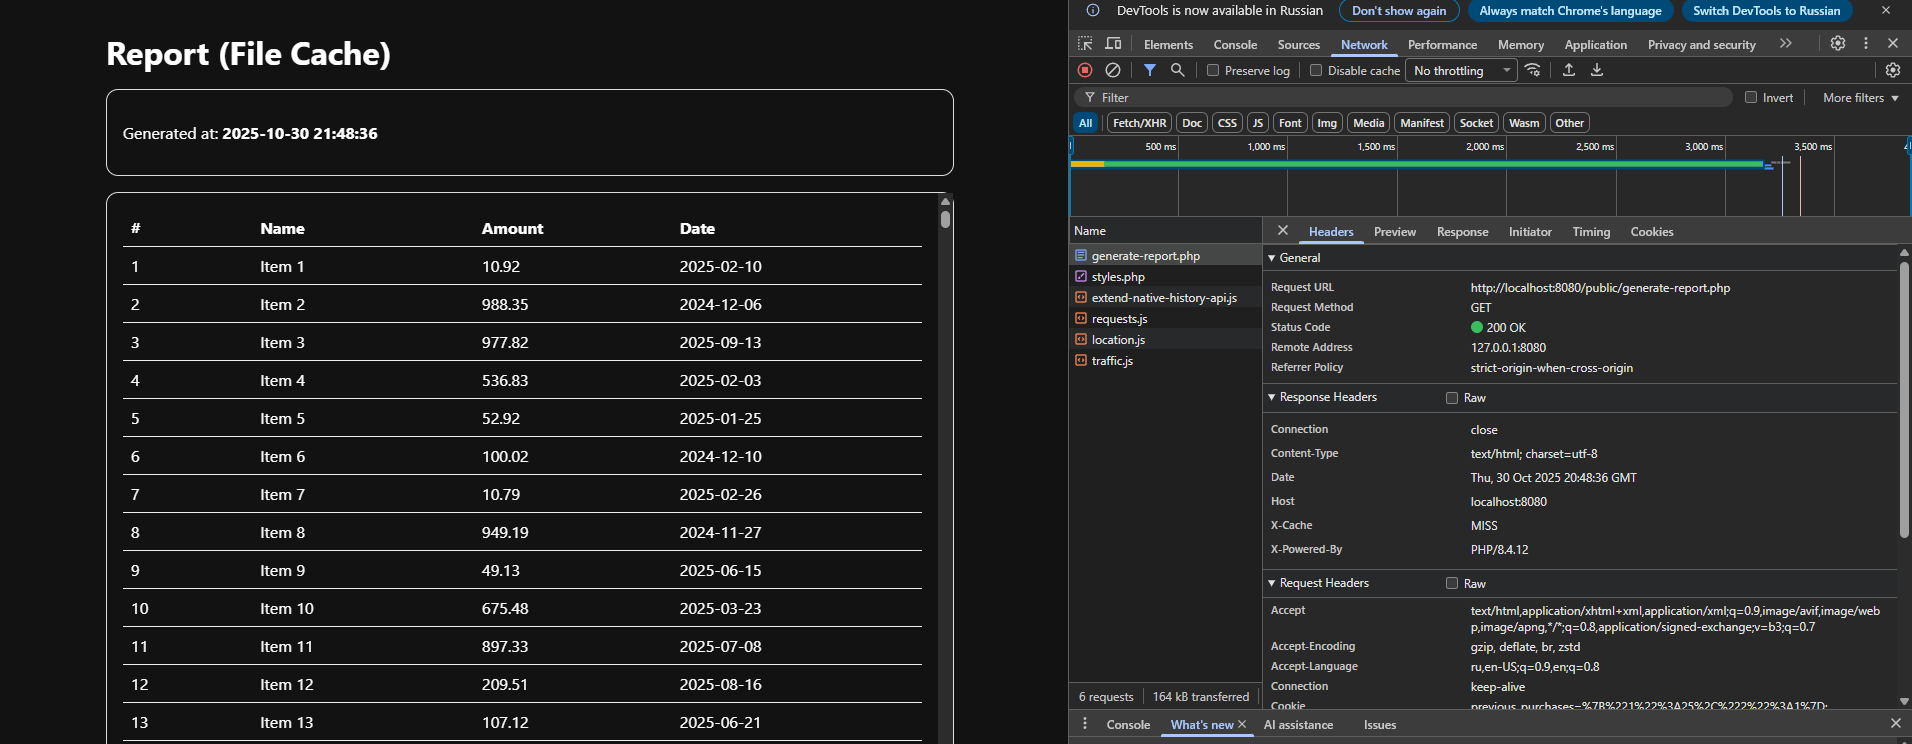 Report (File Cache)
Generated at: 2025-10-30 21:48:36
# Name Amount Date
1 Item 1 10.92 2025-02-10
2 Item 2 988.35 2024-12-06
3 Item 3 977.82 2025-09-13
4 Item 4 536.83 2025-02-03
5 Item 5 52.92 2025-01-25
6 Item 6 100.02 2024-12-10
7 Item 7 10.79 2025-02-26
8 Item 8 949.19 2024-11-27
9 Item 9 49.13 2025-06-15
10 Item 10 675.48 2025-03-23
11 Item 11 897.33 2025-07-08
12 Item 12 209.51 2025-08-16
13 Item 13 107.12 2025-06-21
DevTools is now available in Russian Don't show again Always match Chrome's language Switch DevTools to Russian
Elements Console Sources Network Performance Memory Application Privacy and security
Preserve log Disable cache No throttling
Filter Invert More filters
All Fetch/XHR Doc CSS JS Font Img Media Manifest Socket Wasm Other
500 ms 1,000 ms 1,500 ms 2,000 ms 2,500 ms 3,000 ms 3,500 ms
Name
generate-report.php
styles.php
extend-native-history-api.js
requests.js
location.js
traffic.js
6 requests 164 kB transferred
Headers Preview Response Initiator Timing Cookies
General
Request URL http://localhost:8080/public/generate-report.php
Request Method GET
Status Code 200 OK
Remote Address 127.0.0.1:8080
Referrer Policy strict-origin-when-cross-origin
Response Headers Raw
Connection close
Content-Type text/html; charset=utf-8
Date Thu, 30 Oct 2025 20:48:36 GMT
Host localhost:8080
X-Cache MISS
X-Powered-By PHP/8.4.12
Request Headers Raw
Accept text/html,application/xhtml+xml,application/xml;q=0.9,image/avif,image/web
p,image/apng,*/*;q=0.8,application/signed-exchange;v=b3;q=0.7
Accept-Encoding gzip, deflate, br, zstd
Accept-Language ru,en-US;q=0.9,en;q=0.8
Connection keep-alive
Cookie previous_purchases=%7B%221%22%3A25%2C%222%22%3A1%7D;
Console What's new AI assistance Issues